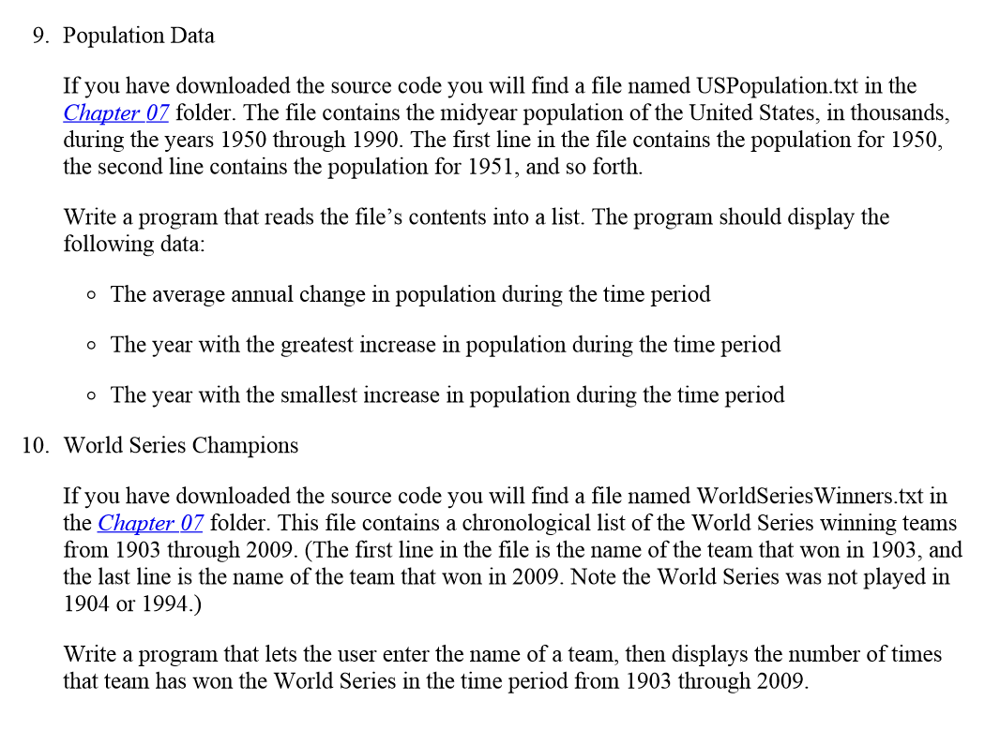 9. Population Data
If you have downloaded the source code you will find a file named USPopulation.txt in the
Chapter 07 folder. The file contains the midyear population of the United States, in thousands,
during the years 1950 through 1990. The first line in the file contains the population for 1950,
the second line contains the population for 1951, and so forth.
Write a program that reads the file’s contents into a list. The program should display the
following data:
◦ The average annual change in population during the time period
◦ The year with the greatest increase in population during the time period
◦ The year with the smallest increase in population during the time period
10. World Series Champions
If you have downloaded the source code you will find a file named WorldSeriesWinners.txt in
the Chapter 07 folder. This file contains a chronological list of the World Series winning teams
from 1903 through 2009. (The first line in the file is the name of the team that won in 1903, and
the last line is the name of the team that won in 2009. Note the World Series was not played in
1904 or 1994.)
Write a program that lets the user enter the name of a team, then displays the number of times
that team has won the World Series in the time period from 1903 through 2009.